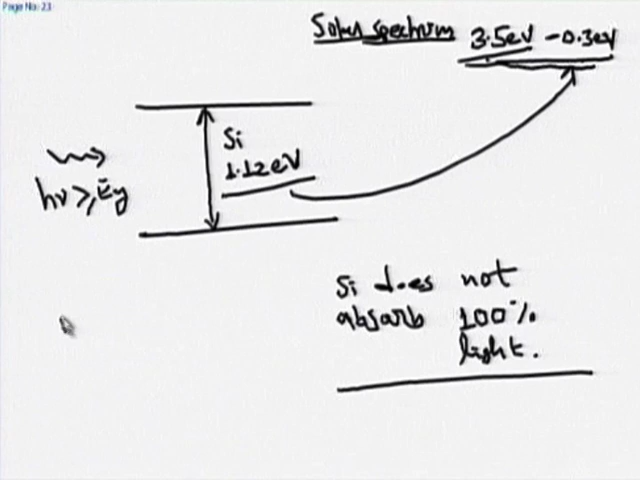 Page No: 23
Solar spectrum 3.5eV - 0.3eV
Si
1.12eV
hν ≥ Eg
Si does not
absorb 100%
light.